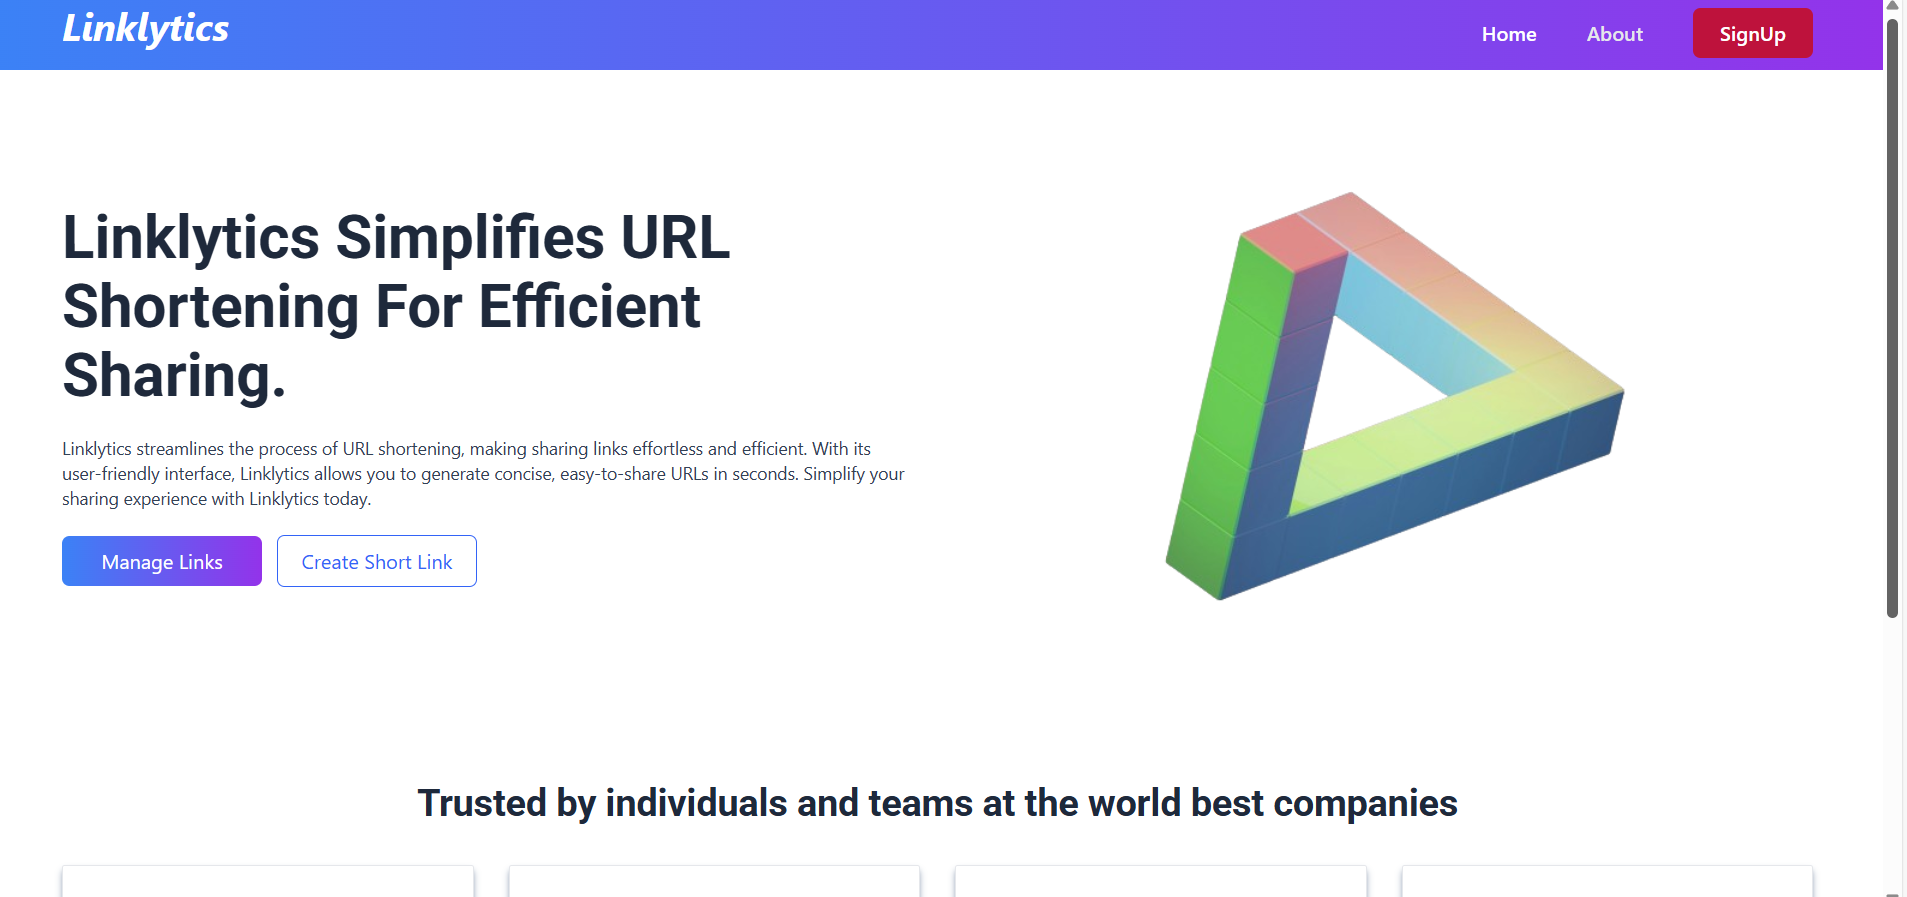 Linklytics
Home
About
SignUp
Linklytics Simplifies URL
Shortening For Efficient
Sharing.
Linklytics streamlines the process of URL shortening, making sharing links effortless and efficient. With its
user-friendly interface, Linklytics allows you to generate concise, easy-to-share URLs in seconds. Simplify your
sharing experience with Linklytics today.
Manage Links
Create Short Link
Trusted by individuals and teams at the world best companies